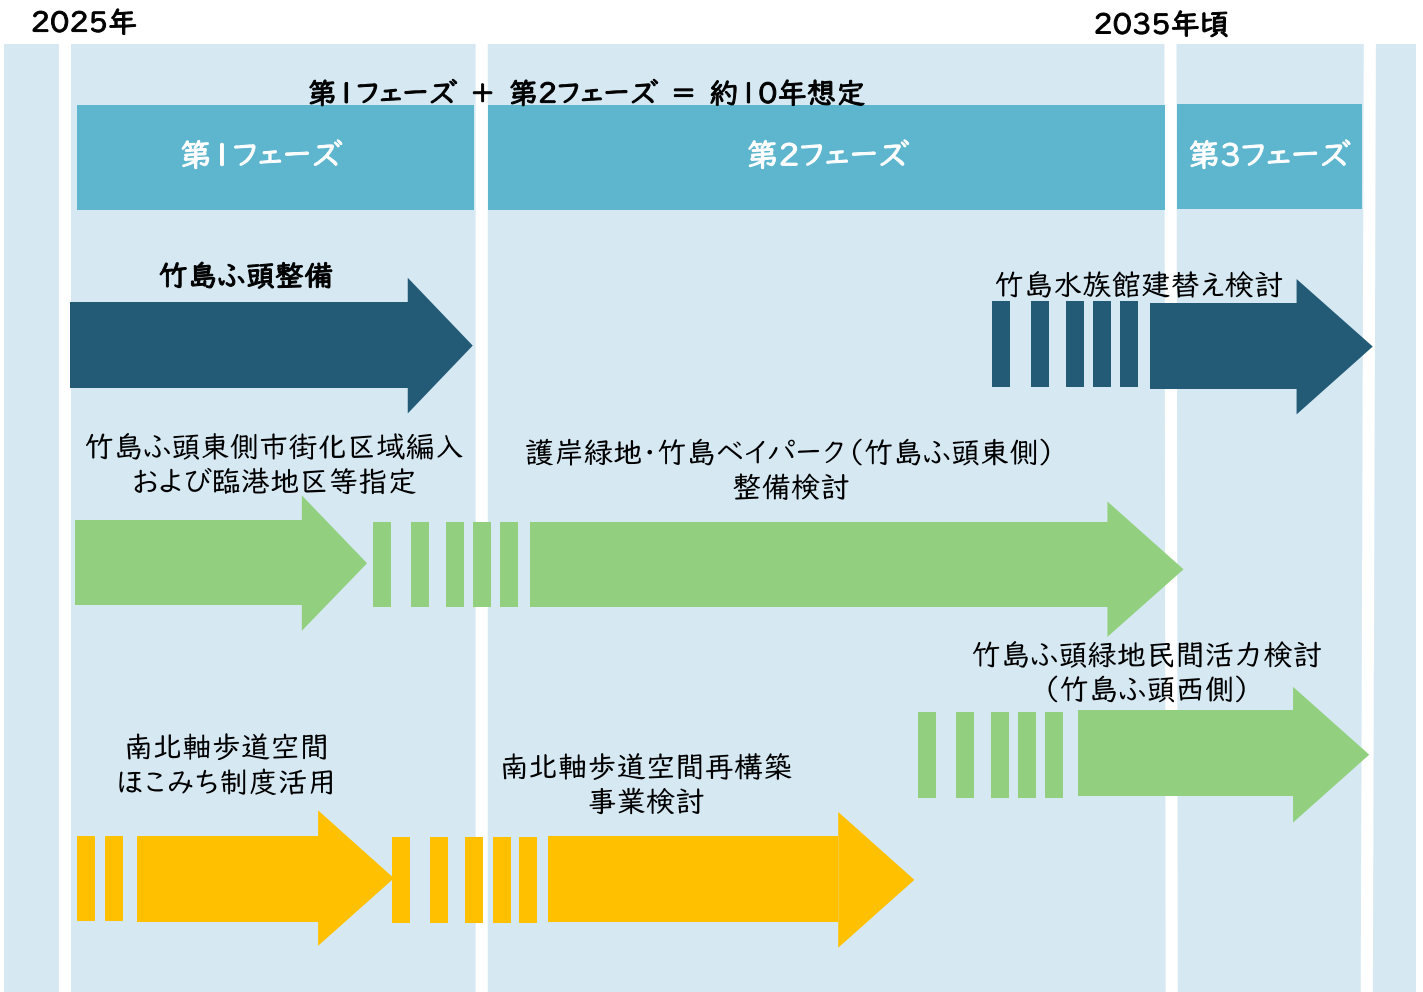 2025年
2035年頃
第1フェーズ + 第2フェーズ = 約10年想定
第1フェーズ
第2フェーズ
第3フェーズ
竹島ふ頭整備
竹島水族館建替え検討
竹島ふ頭東側市街化区域編入
および臨港地区等指定
護岸緑地・竹島ベイパーク（竹島ふ頭東側）
整備検討
竹島ふ頭緑地民間活力検討
（竹島ふ頭西側）
南北軸歩道空間
ほこみち制度活用
南北軸歩道空間再構築
事業検討